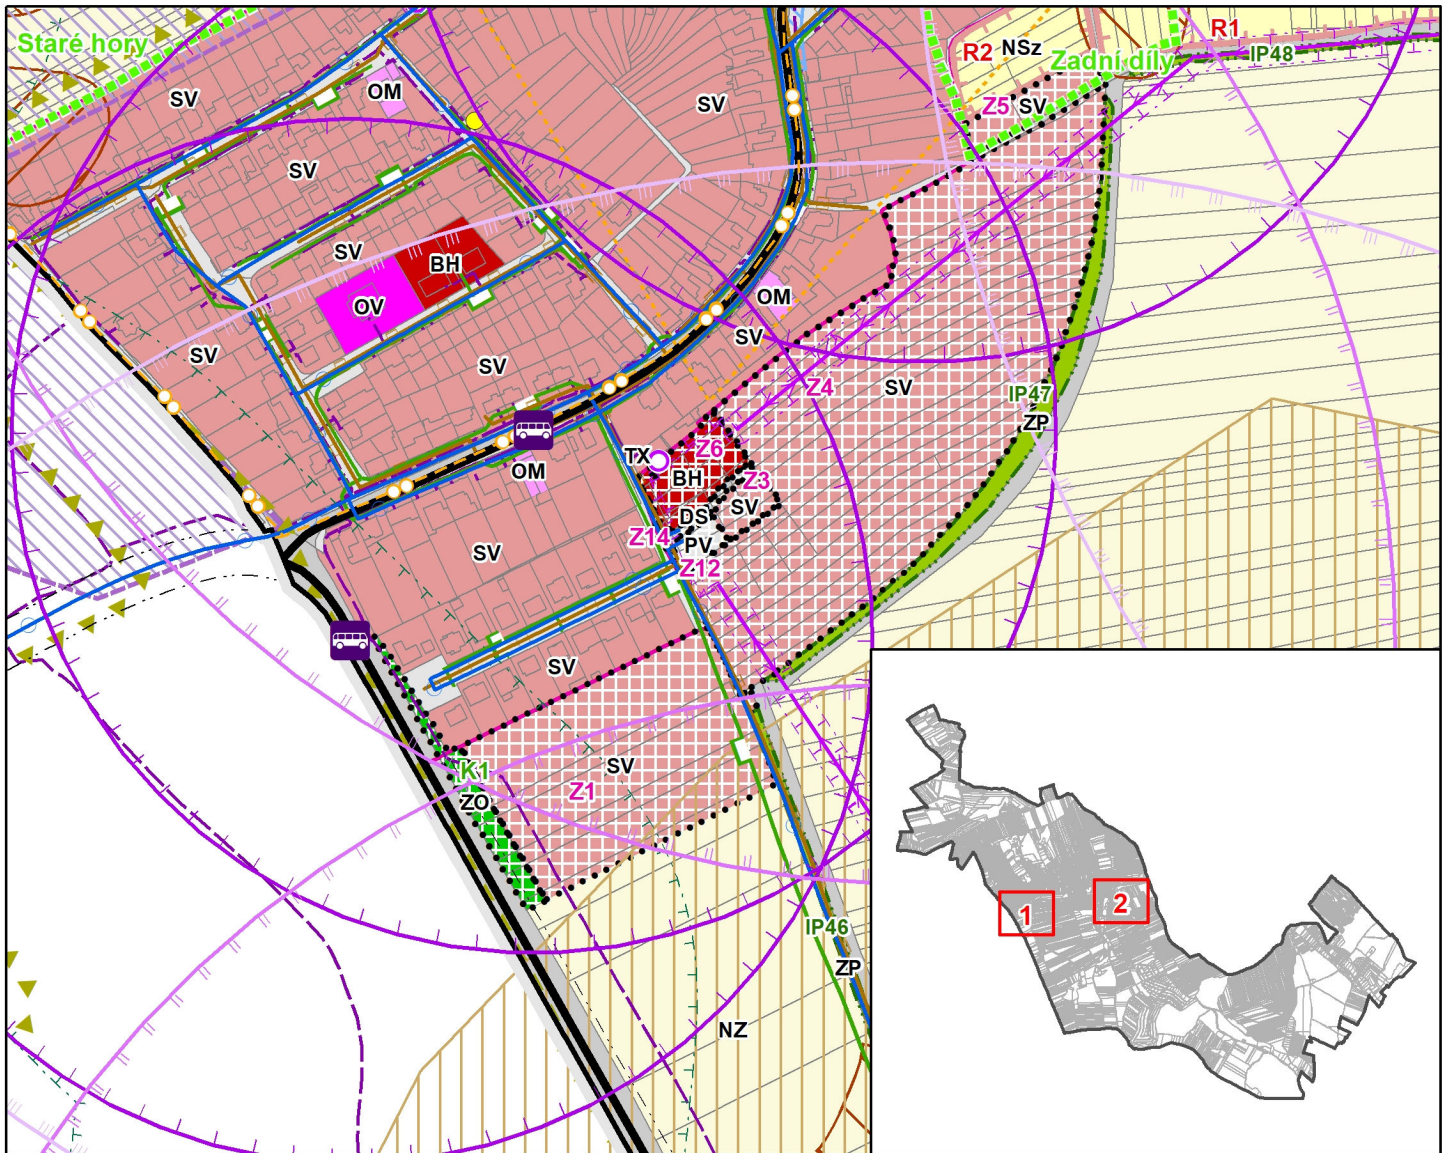 Staré hory
R1
R2
NSz
IP48
Zadní díly
OM
SV
SV
Z5
SV
SV
SV
BH
OM
OV
SV
SV
SV
Z4
SV
IP47
ZP
Z6
TX
OM
BH
Z3
SV
DS
Z14
PV
SV
Z12
SV
SV
K1
Z1
ZO
1
2
IP46
ZP
NZ